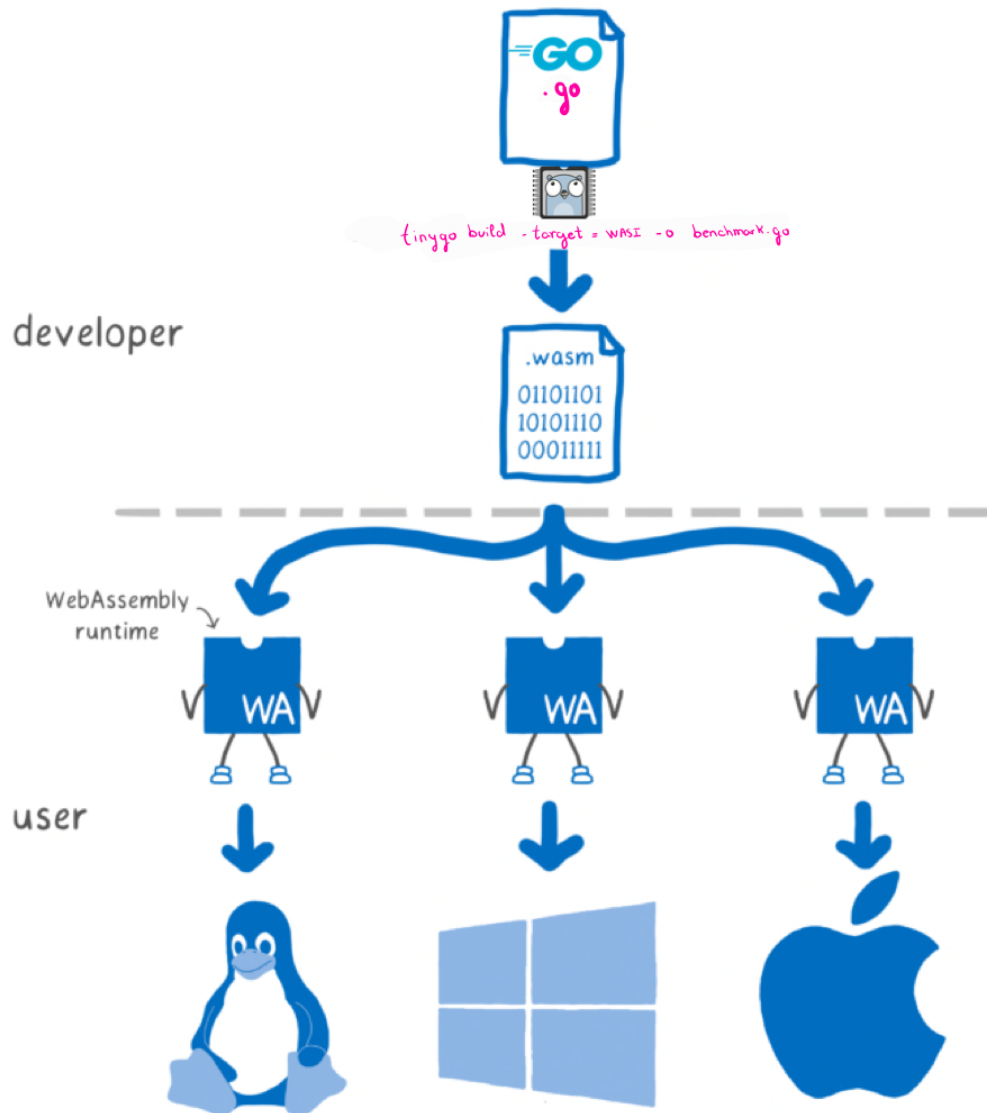 GO
.go
tinygo build -target = WASI -o benchmark.go
developer
.wasm
01101101
10101110
00011111
WebAssembly
runtime
WA
WA
WA
user